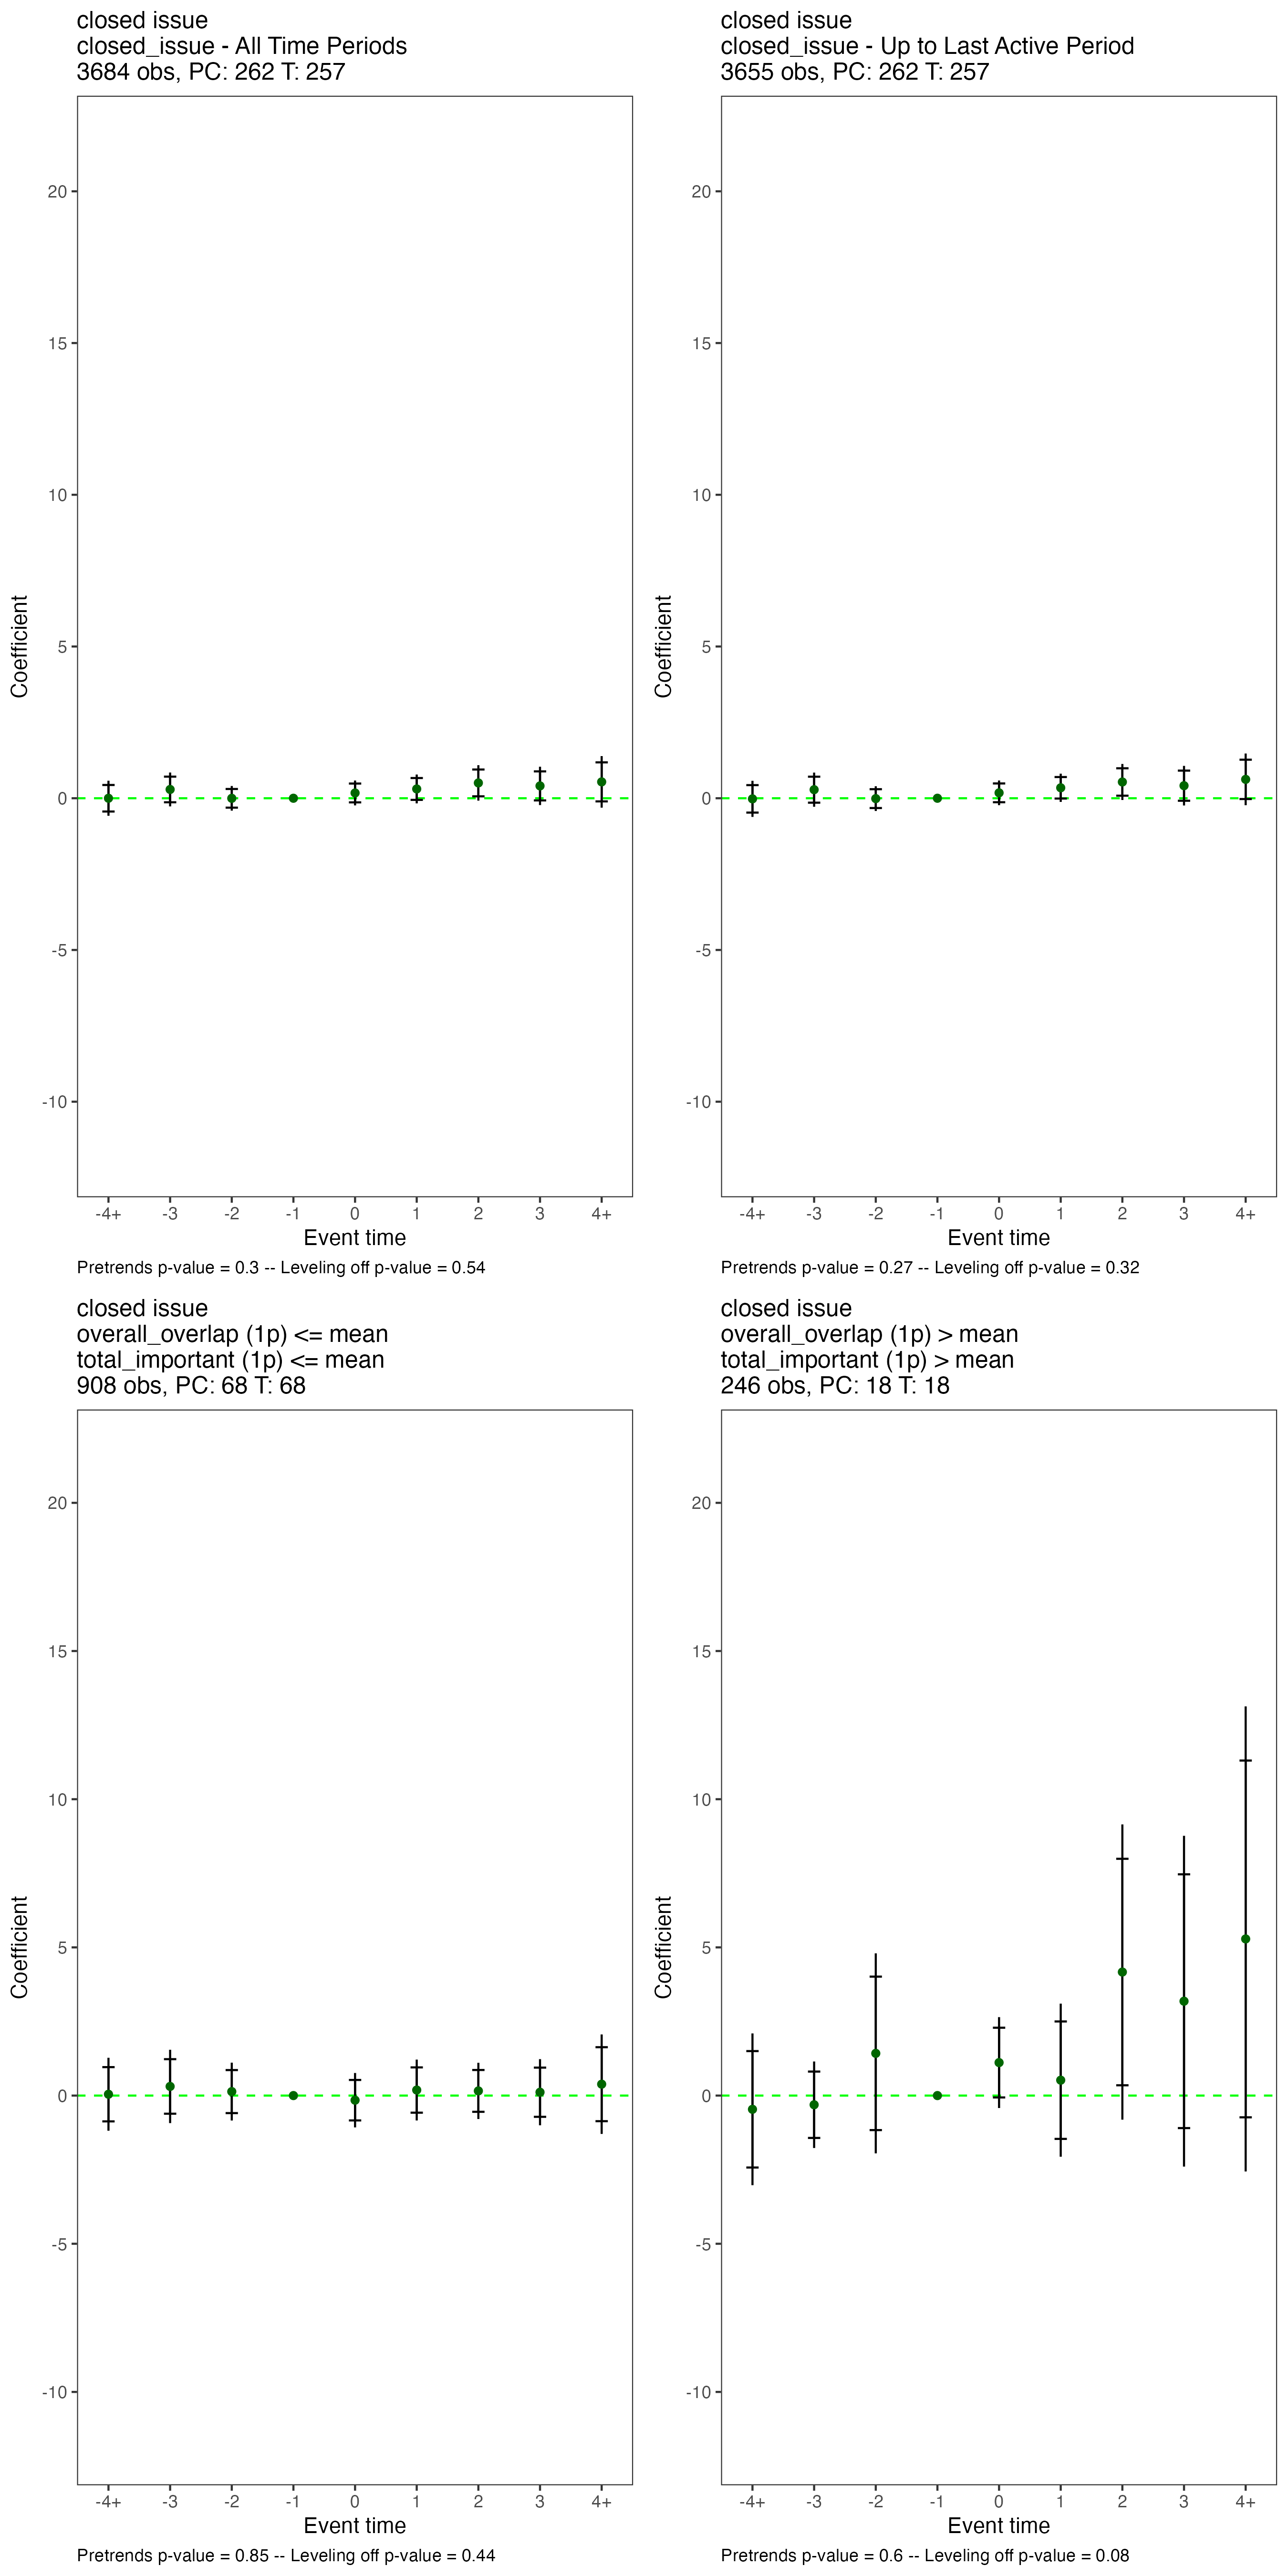 closed issue
closed_issue - All Time Periods
3684 obs, PC: 262 T: 257
Coefficient
20
15
10
5
0
-5
-10
-4+ -3 -2 -1 0 1 2 3 4+
Event time
Pretrends p-value = 0.3 -- Leveling off p-value = 0.54
closed issue
closed_issue - Up to Last Active Period
3655 obs, PC: 262 T: 257
Coefficient
20
15
10
5
0
-5
-10
-4+ -3 -2 -1 0 1 2 3 4+
Event time
Pretrends p-value = 0.27 -- Leveling off p-value = 0.32
closed issue
overall_overlap (1p) <= mean
total_important (1p) <= mean
908 obs, PC: 68 T: 68
Coefficient
20
15
10
5
0
-5
-10
-4+ -3 -2 -1 0 1 2 3 4+
Event time
Pretrends p-value = 0.85 -- Leveling off p-value = 0.44
closed issue
overall_overlap (1p) > mean
total_important (1p) > mean
246 obs, PC: 18 T: 18
Coefficient
20
15
10
5
0
-5
-10
-4+ -3 -2 -1 0 1 2 3 4+
Event time
Pretrends p-value = 0.6 -- Leveling off p-value = 0.08